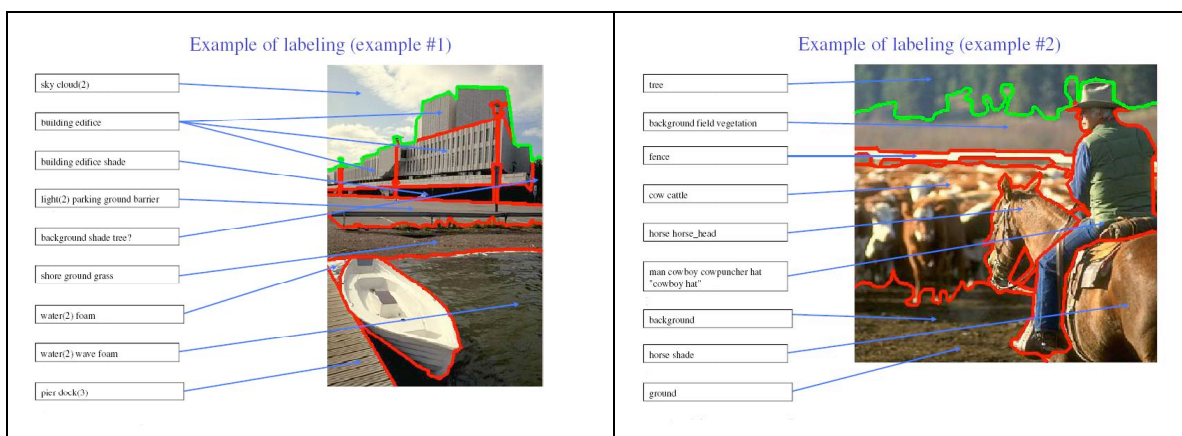 Example of labeling (example #1)
sky cloud(2)
building edifice
building edifice shade
light(2) parking ground barrier
background shade tree?
shore ground grass
water(2) foam
water(2) wave foam
pier dock(3)
Example of labeling (example #2)
tree
background field vegetation
fence
cow cattle
horse horse_head
man cowboy cowpuncher hat
"cowboy hat"
background
horse shade
ground